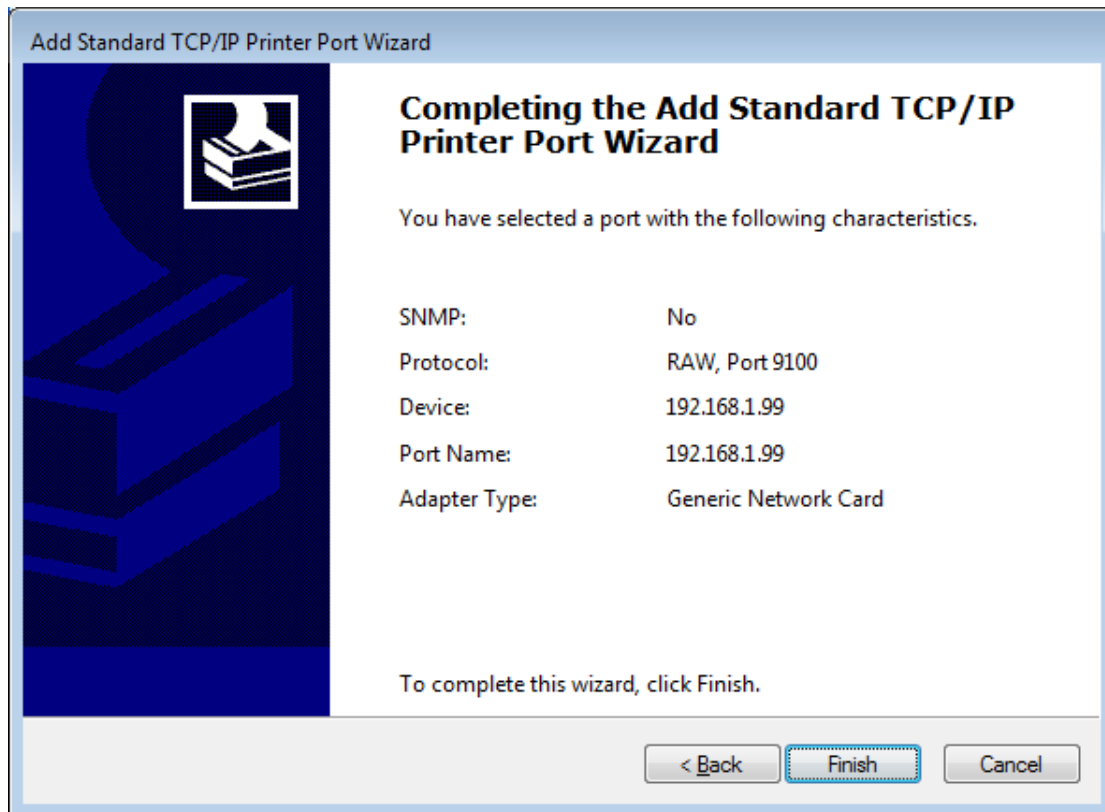 Add Standard TCP/IP Printer Port Wizard
Completing the Add Standard TCP/IP
Printer Port Wizard
You have selected a port with the following characteristics.
SNMP: No
Protocol: RAW, Port 9100
Device: 192.168.1.99
Port Name: 192.168.1.99
Adapter Type: Generic Network Card
To complete this wizard, click Finish.
< Back Finish Cancel